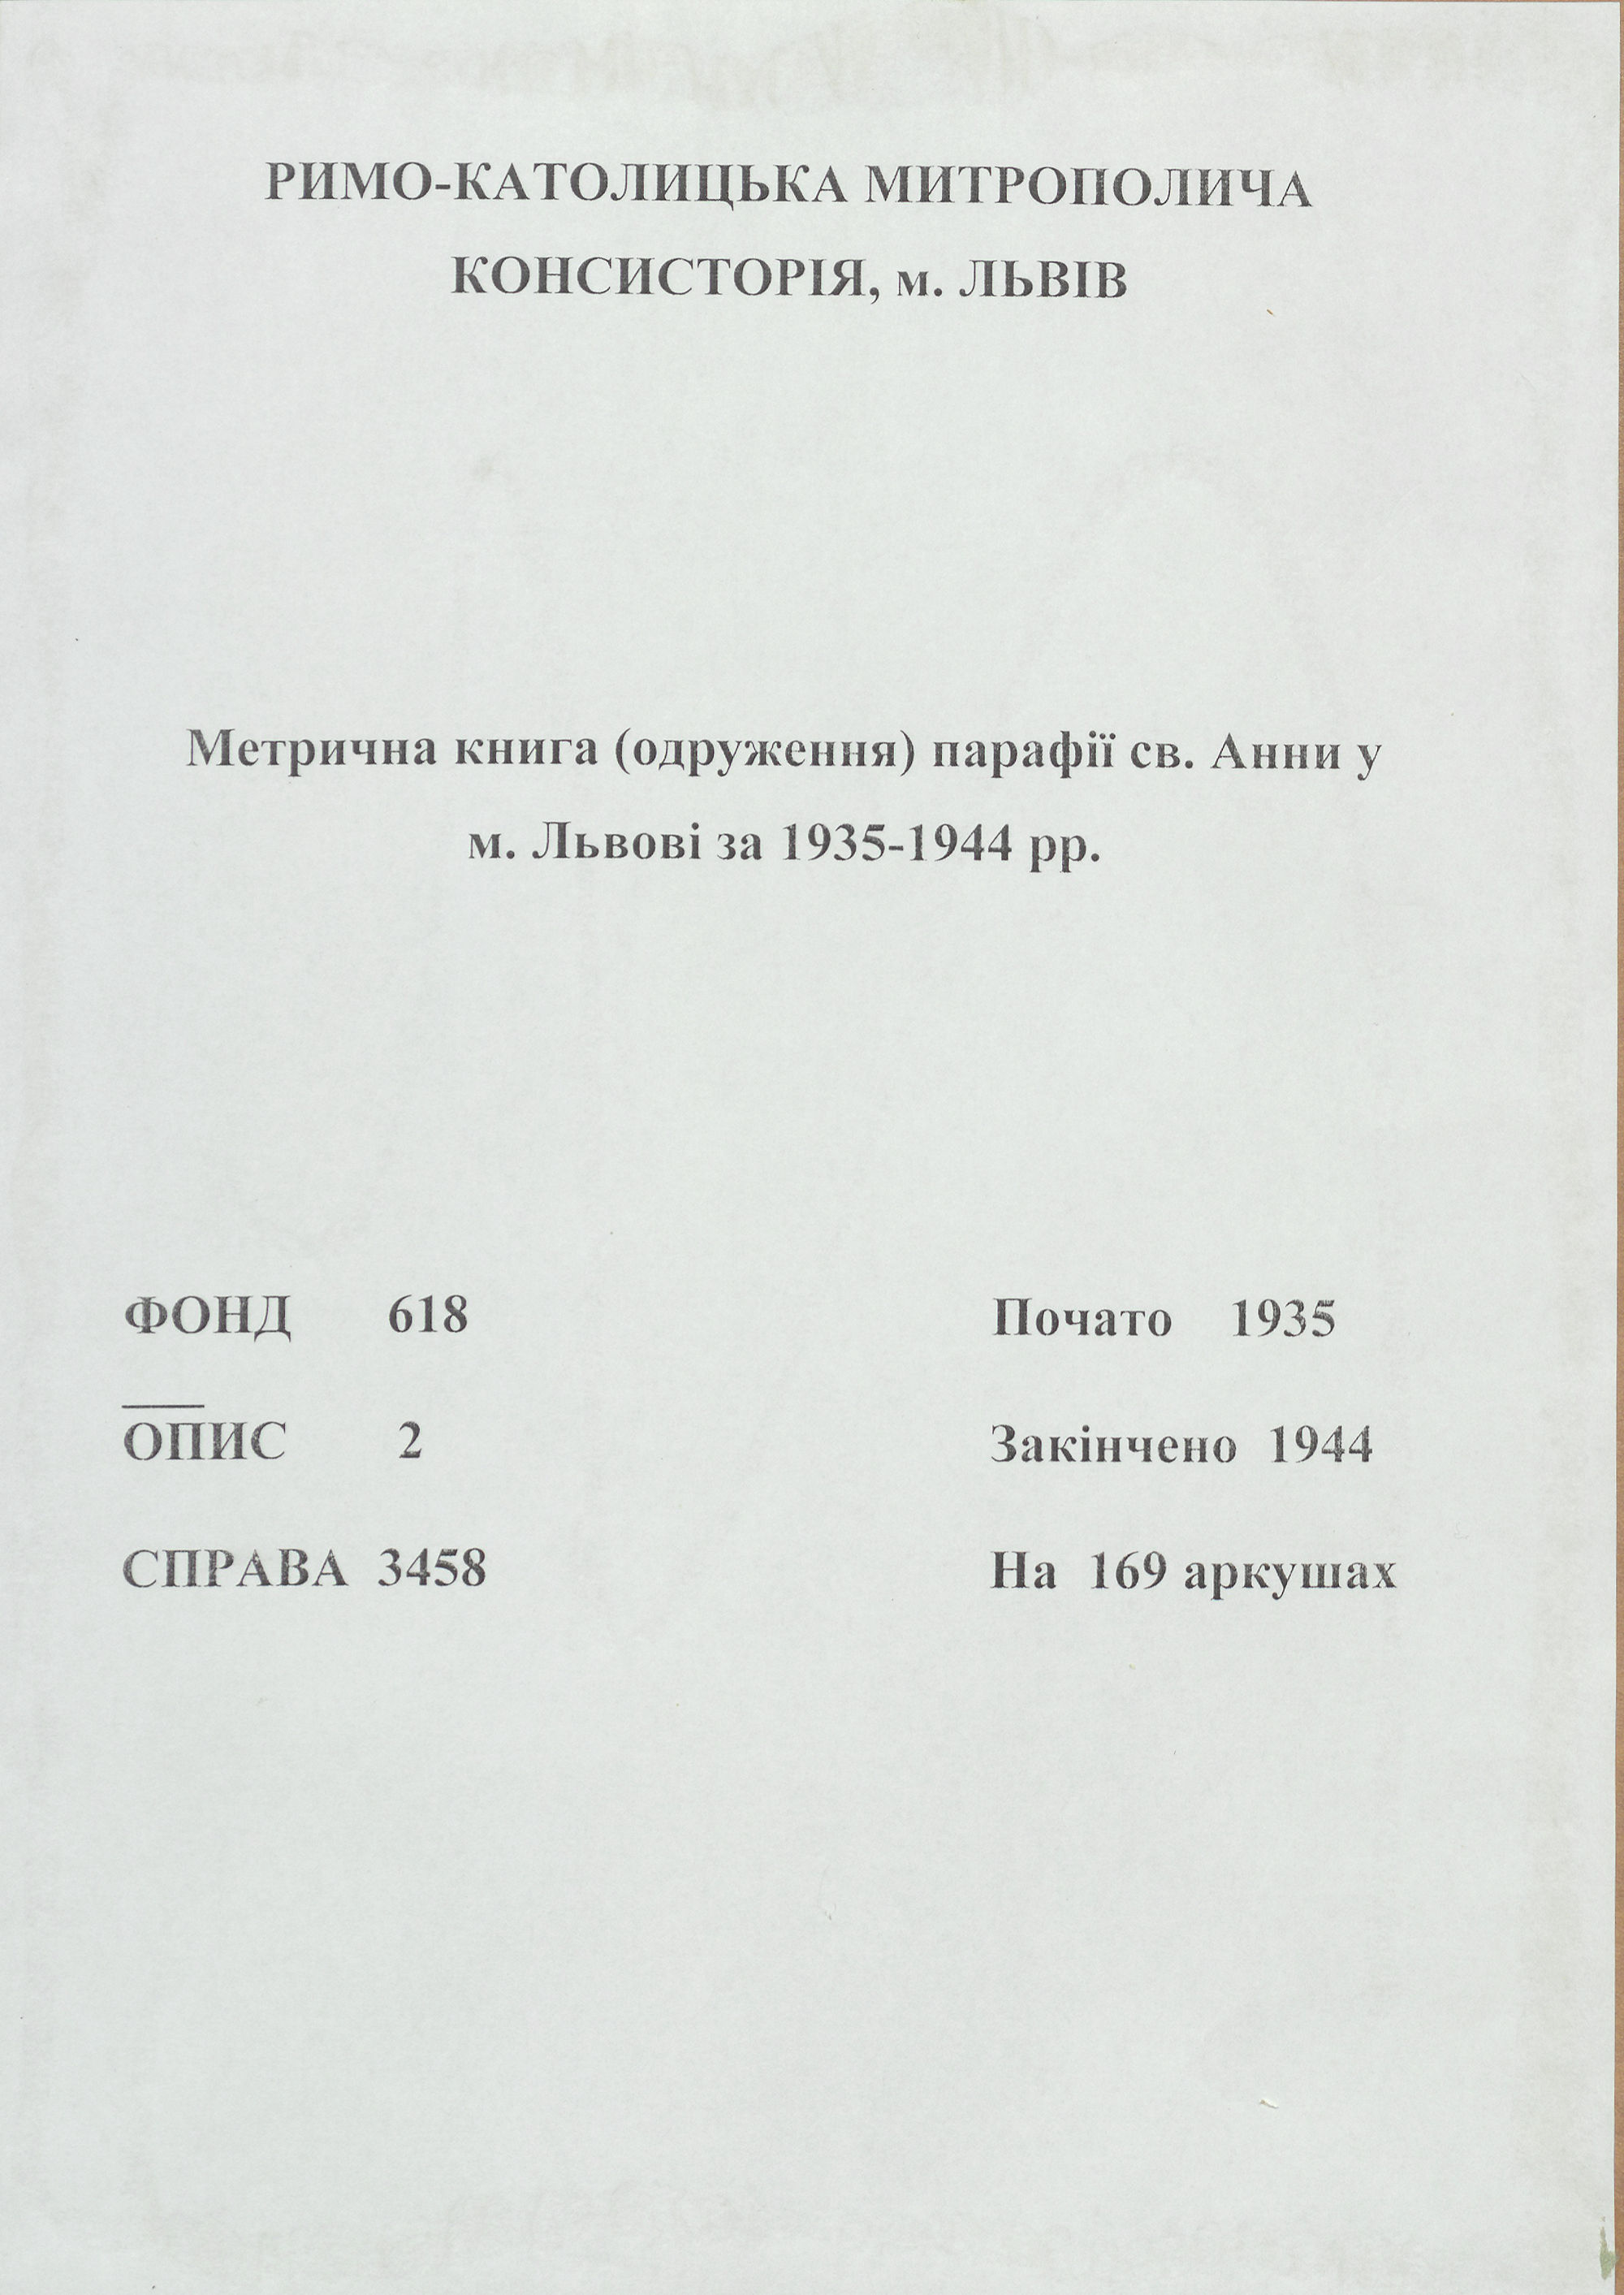 РИМО-КАТОЛИЦЬКА МИТРОПОЛИЧА
КОНСИСТОРІЯ, м. ЛЬВІВ
Метрична книга (одруження) парафії св. Анни у
м. Львові за 1935-1944 рр.
ФОНД 618 Почато 1935
ОПИС 2 Закінчено 1944
СПРАВА 3458 На 169 аркушах